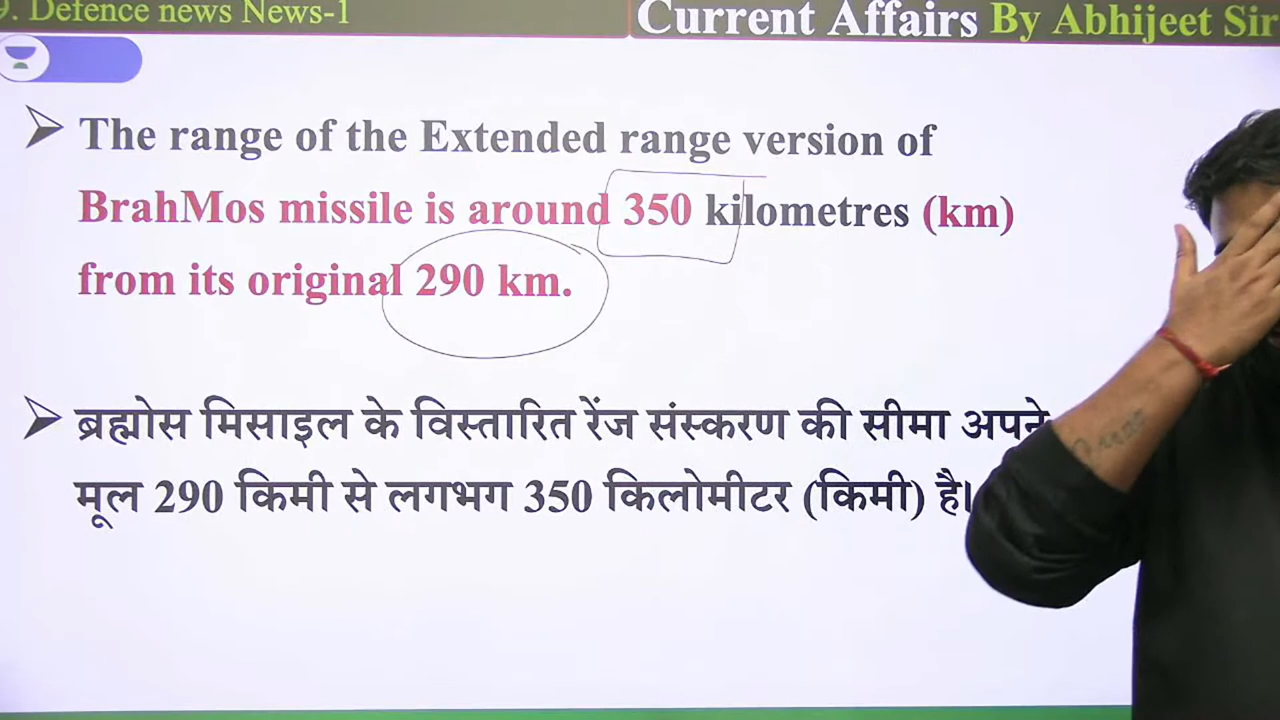 9. Defence news News-1
Current Affairs By Abhijeet Sir
The range of the Extended range version of
BrahMos missile is around 350 kilometres (km)
from its original 290 km.
ब्रह्मोस मिसाइल के विस्तारित रेंज संस्करण की सीमा अपने
मूल 290 किमी से लगभग 350 किलोमीटर (किमी) है।